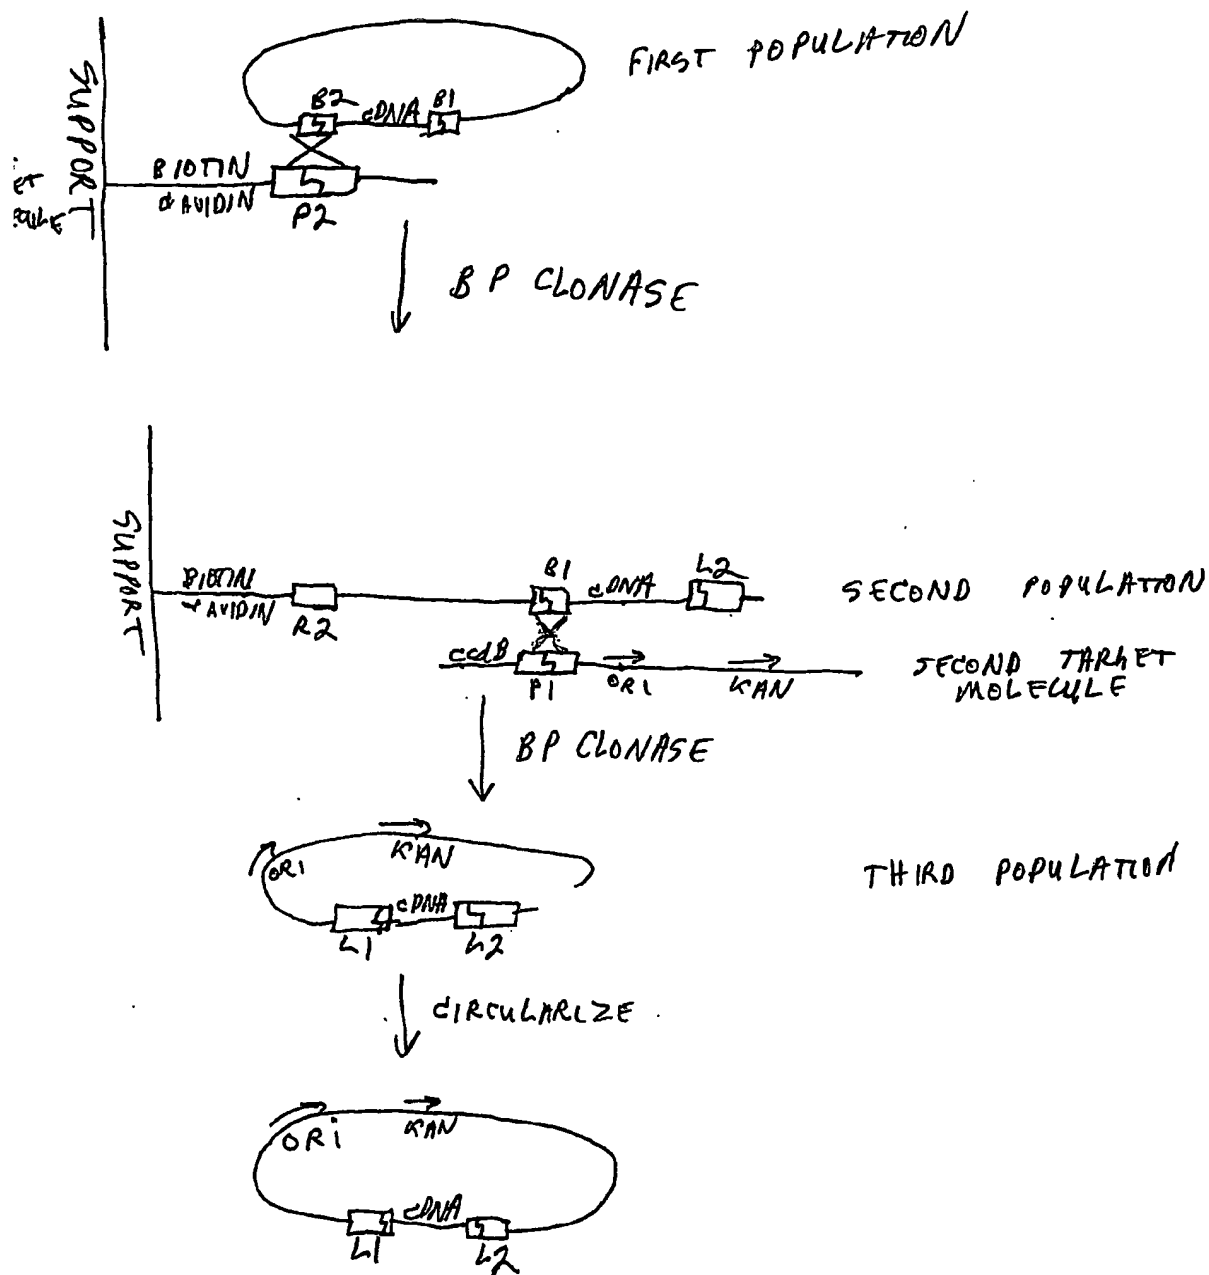 FIRST POPULATION
SUPPORT
B2 cDNA B1
BIOTIN
AVIDIN
P2
BP CLONASE
SUPPORT
BIOTIN
AVIDIN
R2
B1 cDNA L2
SECOND POPULATION
ccdB P1 ORI KAN
SECOND TARGET
MOLECULE
BP CLONASE
ORI KAN
THIRD POPULATION
L1 cDNA L2
CIRCULARIZE
ORi KAN
L1 cDNA L2